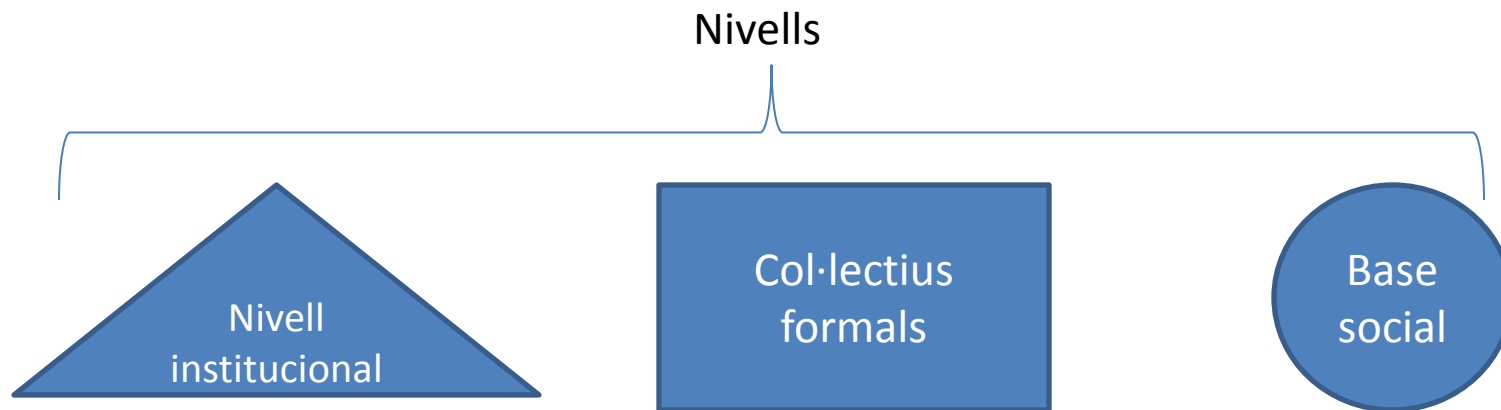 Nivells
Nivell
institucional
Col·lectius
formals
Base
social